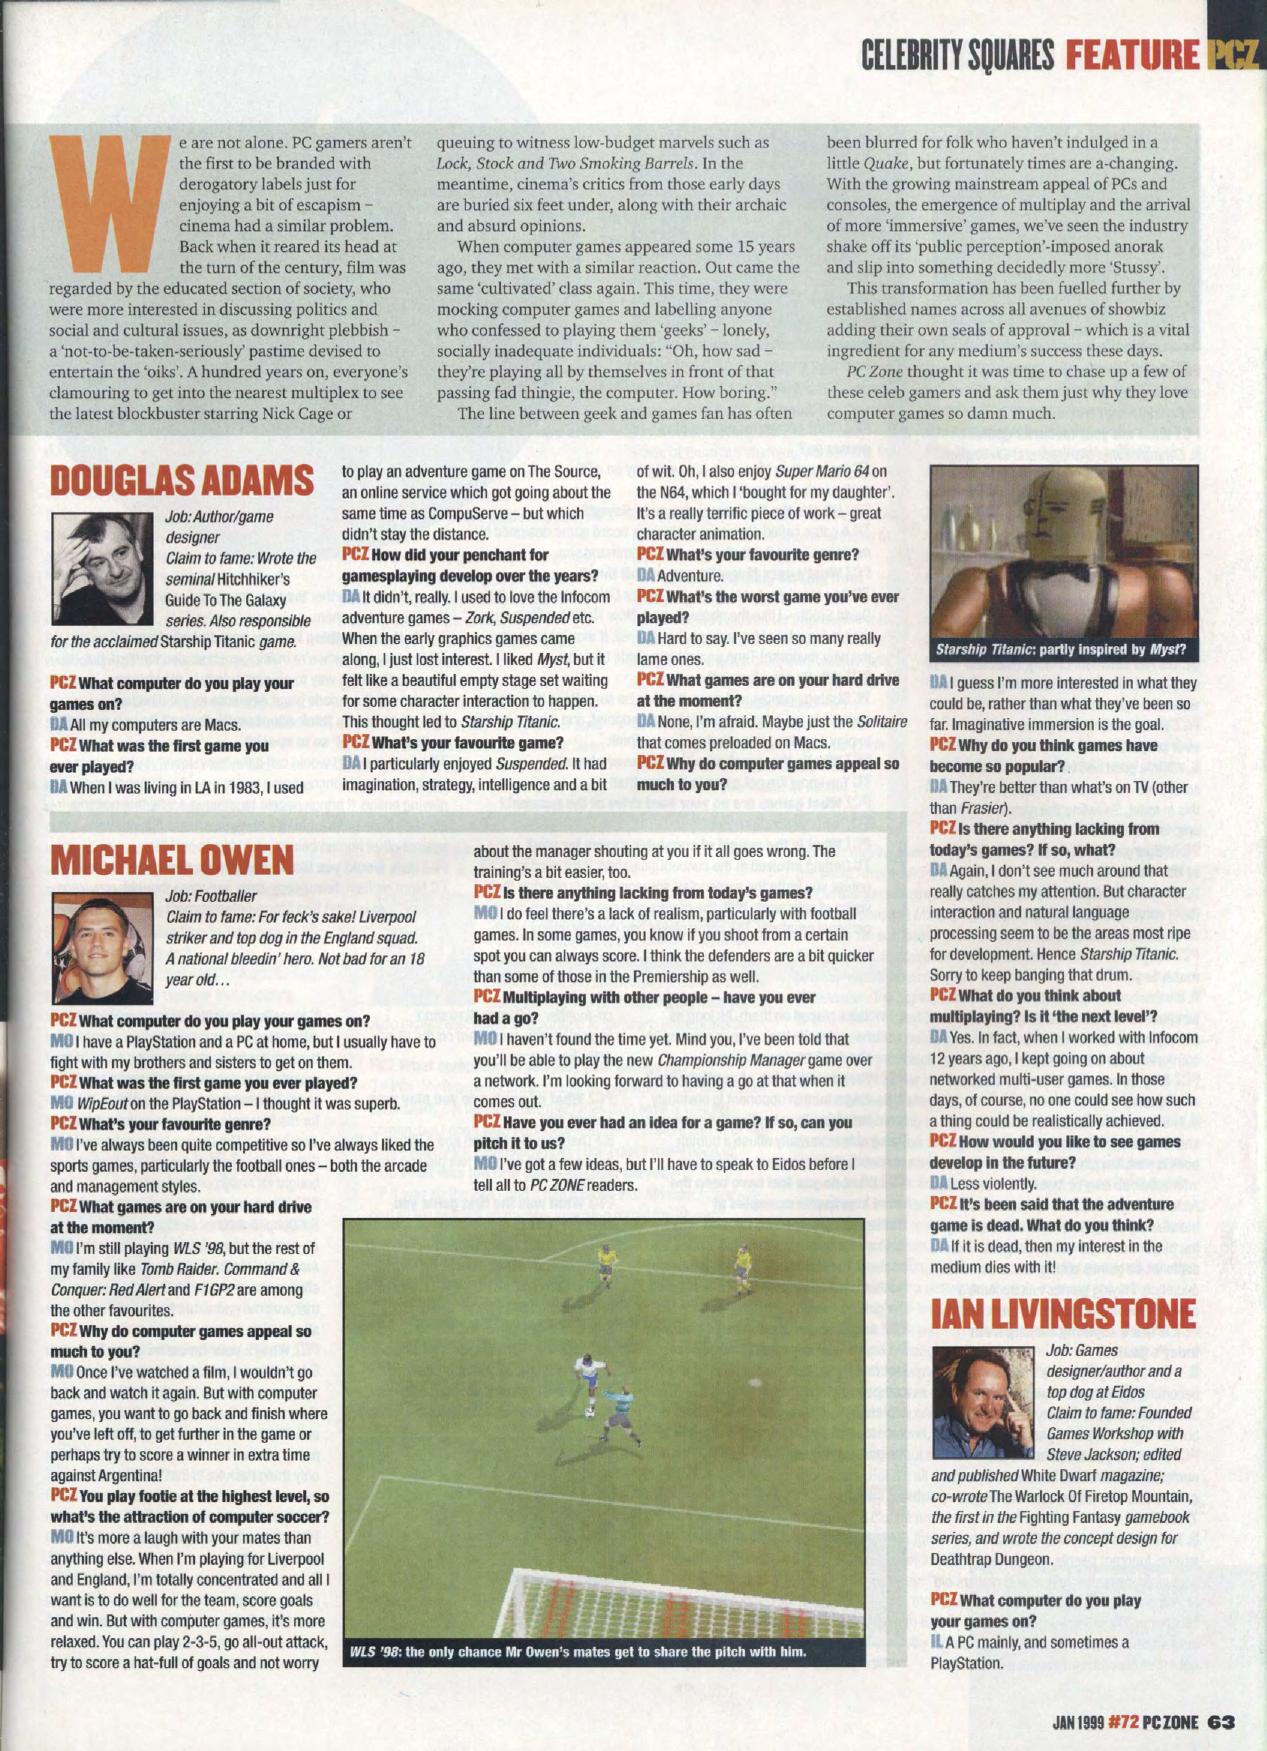 CELEBRITY SQUARES FEATURE PCZ
We are not alone. PC gamers aren't
the first to be branded with
derogatory labels just for
enjoying a bit of escapism –
cinema had a similar problem.
Back when it reared its head at
the turn of the century, film was
regarded by the educated section of society, who
were more interested in discussing politics and
social and cultural issues, as downright plebbish –
a 'not-to-be-taken-seriously' pastime devised to
entertain the 'oiks'. A hundred years on, everyone's
clamouring to get into the nearest multiplex to see
the latest blockbuster starring Nick Cage or
queuing to witness low-budget marvels such as
Lock, Stock and Two Smoking Barrels. In the
meantime, cinema's critics from those early days
are buried six feet under, along with their archaic
and absurd opinions.
When computer games appeared some 15 years
ago, they met with a similar reaction. Out came the
same 'cultivated' class again. This time, they were
mocking computer games and labelling anyone
who confessed to playing them 'geeks' – lonely,
socially inadequate individuals: "Oh, how sad –
they're playing all by themselves in front of that
passing fad thingie, the computer. How boring."
The line between geek and games fan has often
been blurred for folk who haven't indulged in a
little Quake, but fortunately times are a-changing.
With the growing mainstream appeal of PCs and
consoles, the emergence of multiplay and the arrival
of more 'immersive' games, we've seen the industry
shake off its 'public perception'-imposed anorak
and slip into something decidedly more 'Stussy'.
This transformation has been fuelled further by
established names across all avenues of showbiz
adding their own seals of approval – which is a vital
ingredient for any medium's success these days.
PC Zone thought it was time to chase up a few of
these celeb gamers and ask them just why they love
computer games so damn much.
DOUGLAS ADAMS
Job: Author/game
designer
Claim to fame: Wrote the
seminal Hitchhiker's
Guide To The Galaxy
series. Also responsible
for the acclaimed Starship Titanic game.
PCZ What computer do you play your
games on?
DA All my computers are Macs.
PCZ What was the first game you
ever played?
DA When I was living in LA in 1983, I used
to play an adventure game on The Source,
an online service which got going about the
same time as CompuServe – but which
didn't stay the distance.
PCZ How did your penchant for
gamesplaying develop over the years?
DA It didn't, really. I used to love the Infocom
adventure games – Zork, Suspended etc.
When the early graphics games came
along, I just lost interest. I liked Myst, but it
felt like a beautiful empty stage set waiting
for some character interaction to happen.
This thought led to Starship Titanic.
PCZ What's your favourite game?
DA I particularly enjoyed Suspended. It had
imagination, strategy, intelligence and a bit
of wit. Oh, I also enjoy Super Mario 64 on
the N64, which I 'bought for my daughter'.
It's a really terrific piece of work – great
character animation.
PCZ What's your favourite genre?
DA Adventure.
PCZ What's the worst game you've ever
played?
DA Hard to say. I've seen so many really
lame ones.
PCZ What games are on your hard drive
at the moment?
DA None, I'm afraid. Maybe just the Solitaire
that comes preloaded on Macs.
PCZ Why do computer games appeal so
much to you?
Starship Titanic: partly inspired by Myst?
DA I guess I'm more interested in what they
could be, rather than what they've been so
far. Imaginative immersion is the goal.
PCZ Why do you think games have
become so popular?
DA They're better than what's on TV (other
than Frasier).
PCZ Is there anything lacking from
today's games? If so, what?
DA Again, I don't see much around that
really catches my attention. But character
interaction and natural language
processing seem to be the areas most ripe
for development. Hence Starship Titanic.
Sorry to keep banging that drum.
PCZ What do you think about
multiplaying? Is it 'the next level'?
DA Yes. In fact, when I worked with Infocom
12 years ago, I kept going on about
networked multi-user games. In those
days, of course, no one could see how such
a thing could be realistically achieved.
PCZ How would you like to see games
develop in the future?
DA Less violently.
PCZ It's been said that the adventure
game is dead. What do you think?
DA If it is dead, then my interest in the
medium dies with it!
MICHAEL OWEN
Job: Footballer
Claim to fame: For feck's sake! Liverpool
striker and top dog in the England squad.
A national bleedin' hero. Not bad for an 18
year old...
PCZ What computer do you play your games on?
MO I have a PlayStation and a PC at home, but I usually have to
fight with my brothers and sisters to get on them.
PCZ What was the first game you ever played?
MO WipEout on the PlayStation – I thought it was superb.
PCZ What's your favourite genre?
MO I've always been quite competitive so I've always liked the
sports games, particularly the football ones – both the arcade
and management styles.
PCZ What games are on your hard drive
at the moment?
MO I'm still playing WLS '98, but the rest of
my family like Tomb Raider. Command &
Conquer: Red Alert and F1GP2 are among
the other favourites.
PCZ Why do computer games appeal so
much to you?
MO Once I've watched a film, I wouldn't go
back and watch it again. But with computer
games, you want to go back and finish where
you've left off, to get further in the game or
perhaps try to score a winner in extra time
against Argentina!
PCZ You play footie at the highest level, so
what's the attraction of computer soccer?
MO It's more a laugh with your mates than
anything else. When I'm playing for Liverpool
and England, I'm totally concentrated and all I
want is to do well for the team, score goals
and win. But with computer games, it's more
relaxed. You can play 2-3-5, go all-out attack,
try to score a hat-full of goals and not worry
about the manager shouting at you if it all goes wrong. The
training's a bit easier, too.
PCZ Is there anything lacking from today's games?
MO I do feel there's a lack of realism, particularly with football
games. In some games, you know if you shoot from a certain
spot you can always score. I think the defenders are a bit quicker
than some of those in the Premiership as well.
PCZ Multiplaying with other people – have you ever
had a go?
MO I haven't found the time yet. Mind you, I've been told that
you'll be able to play the new Championship Manager game over
a network. I'm looking forward to having a go at that when it
comes out.
PCZ Have you ever had an idea for a game? If so, can you
pitch it to us?
MO I've got a few ideas, but I'll have to speak to Eidos before I
tell all to PC ZONE readers.
WLS '98: the only chance Mr Owen's mates get to share the pitch with him.
IAN LIVINGSTONE
Job: Games
designer/author and a
top dog at Eidos
Claim to fame: Founded
Games Workshop with
Steve Jackson; edited
and published White Dwarf magazine;
co-wrote The Warlock Of Firetop Mountain,
the first in the Fighting Fantasy gamebook
series, and wrote the concept design for
Deathtrap Dungeon.
PCZ What computer do you play
your games on?
IL A PC mainly, and sometimes a
PlayStation.
JAN 1999 #72 PC ZONE 63